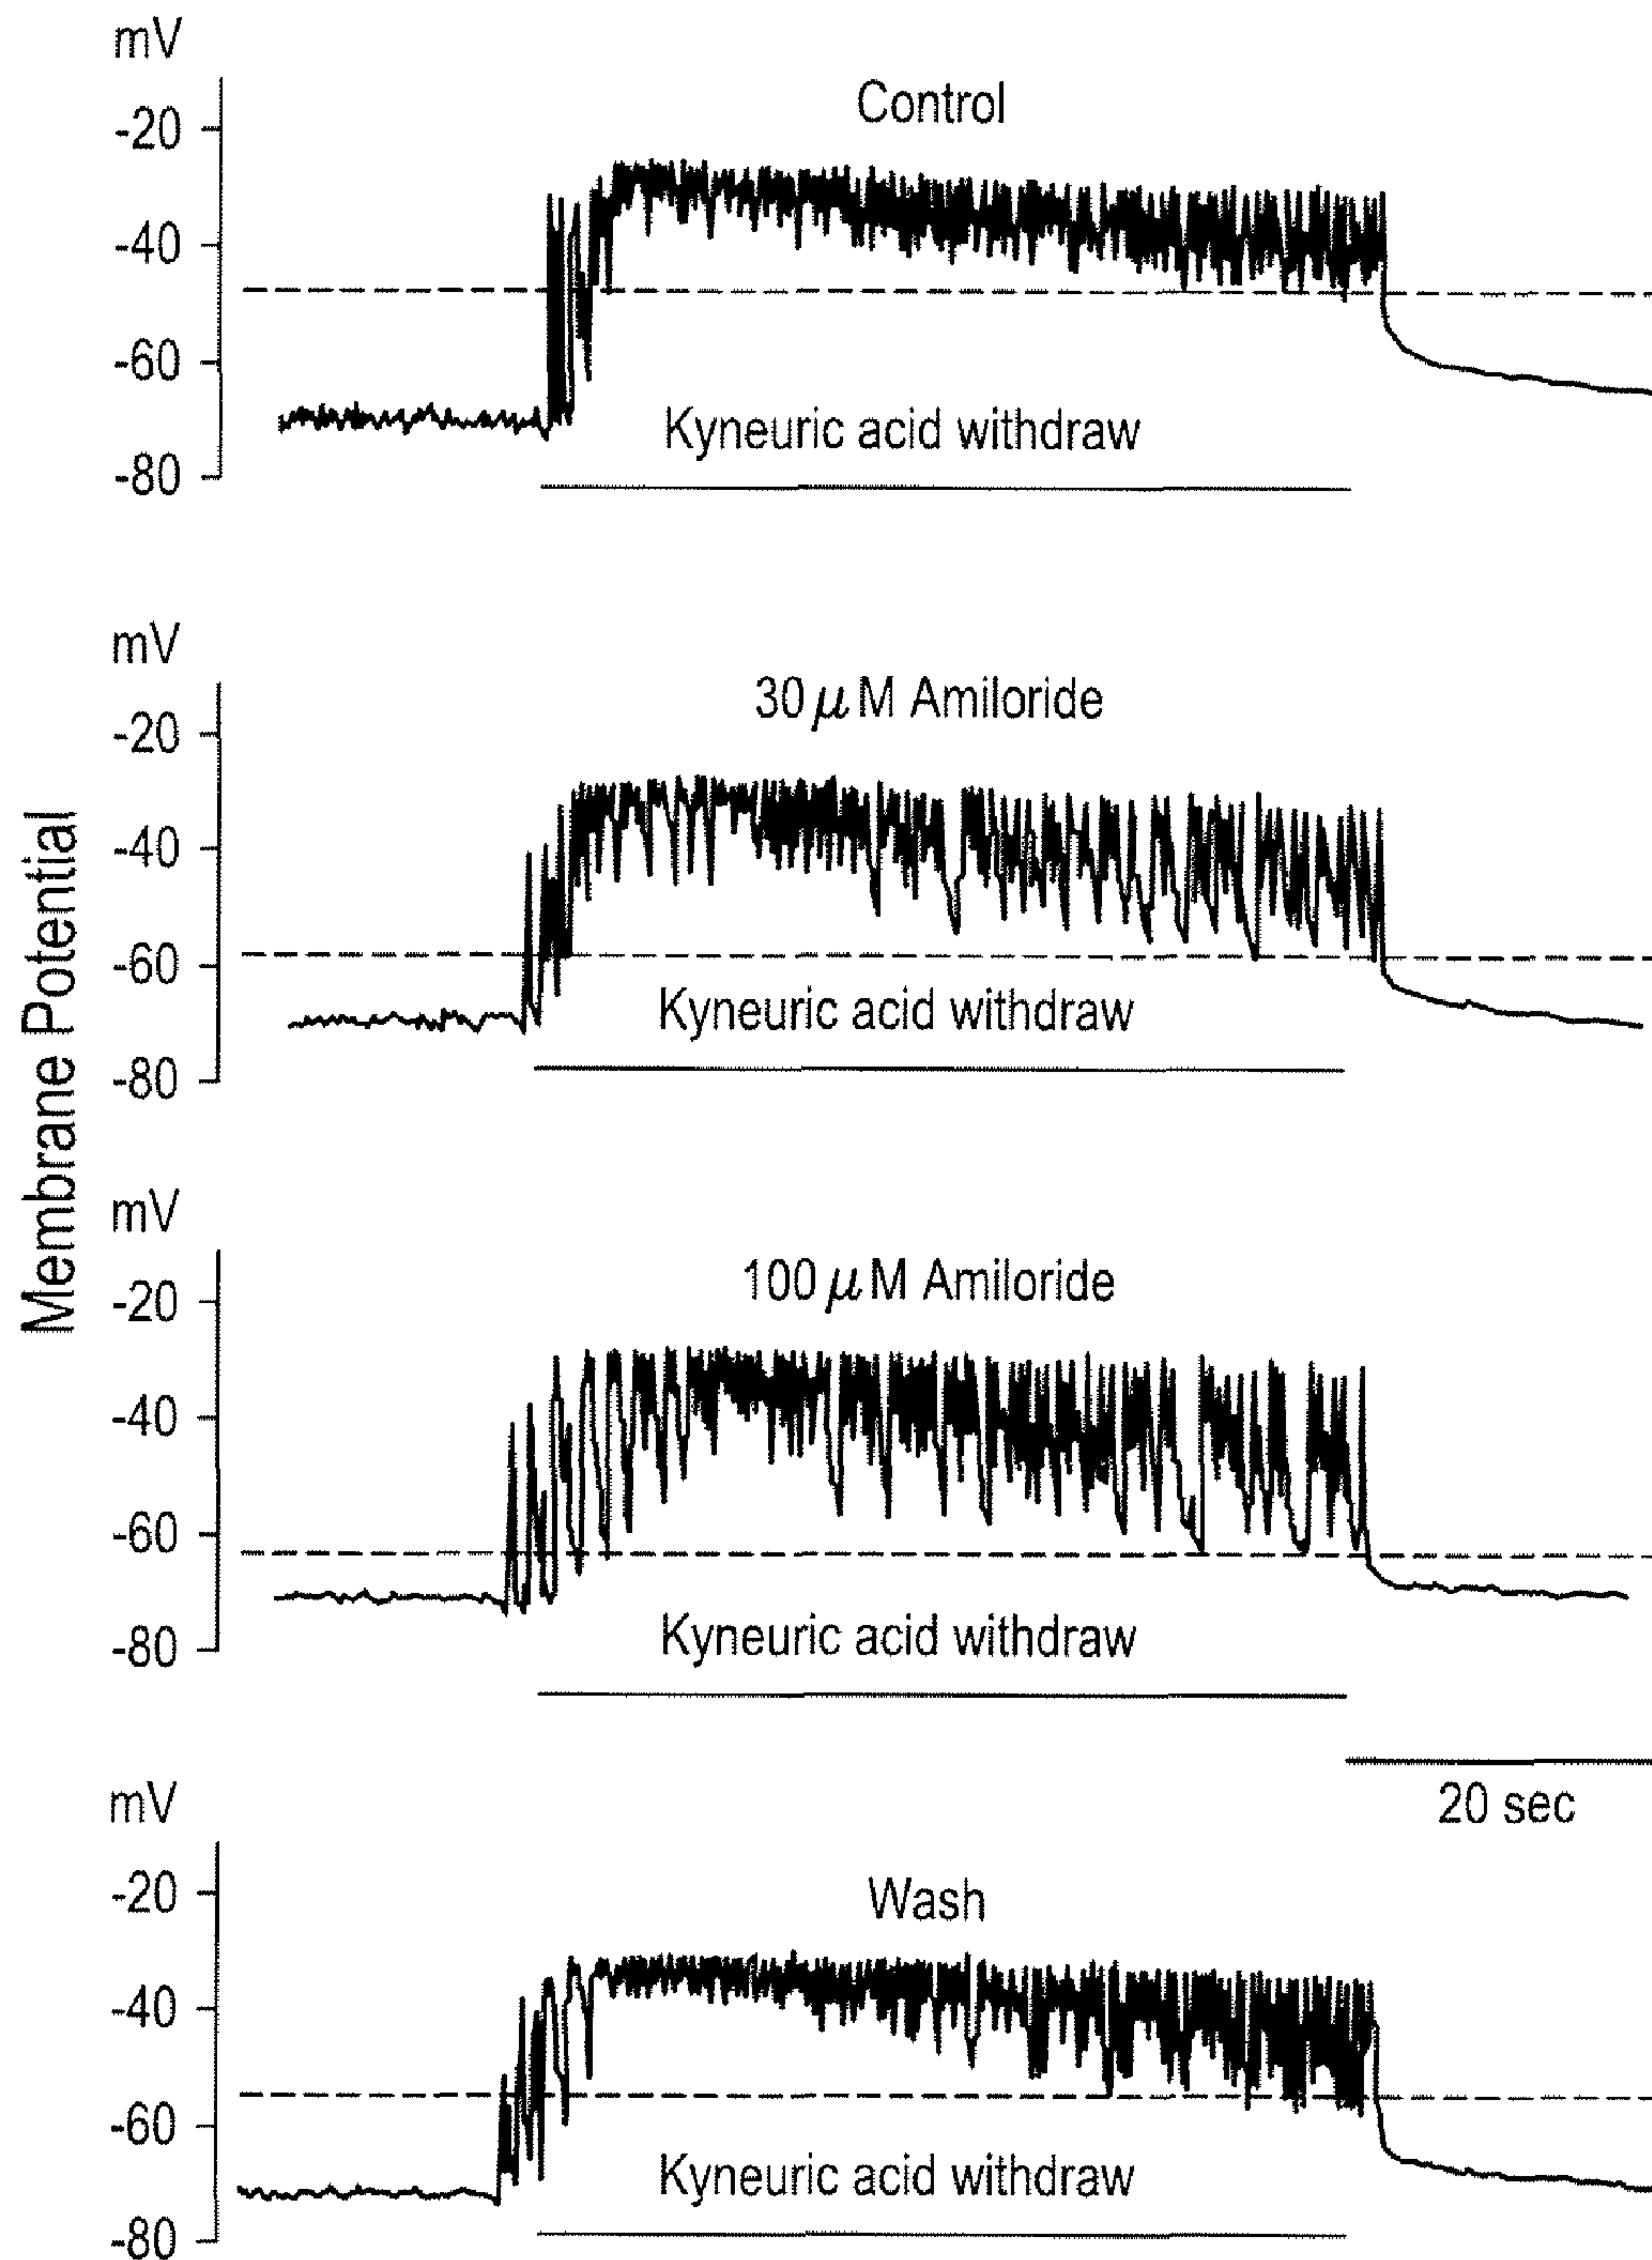 Membrane Potential
mV
Control
-20
-40
-60
-80
Kyneuric acid withdraw
mV
30 μM Amiloride
-20
-40
-60
-80
Kyneuric acid withdraw
mV
100 μM Amiloride
-20
-40
-60
-80
Kyneuric acid withdraw
20 sec
mV
Wash
-20
-40
-60
-80
Kyneuric acid withdraw